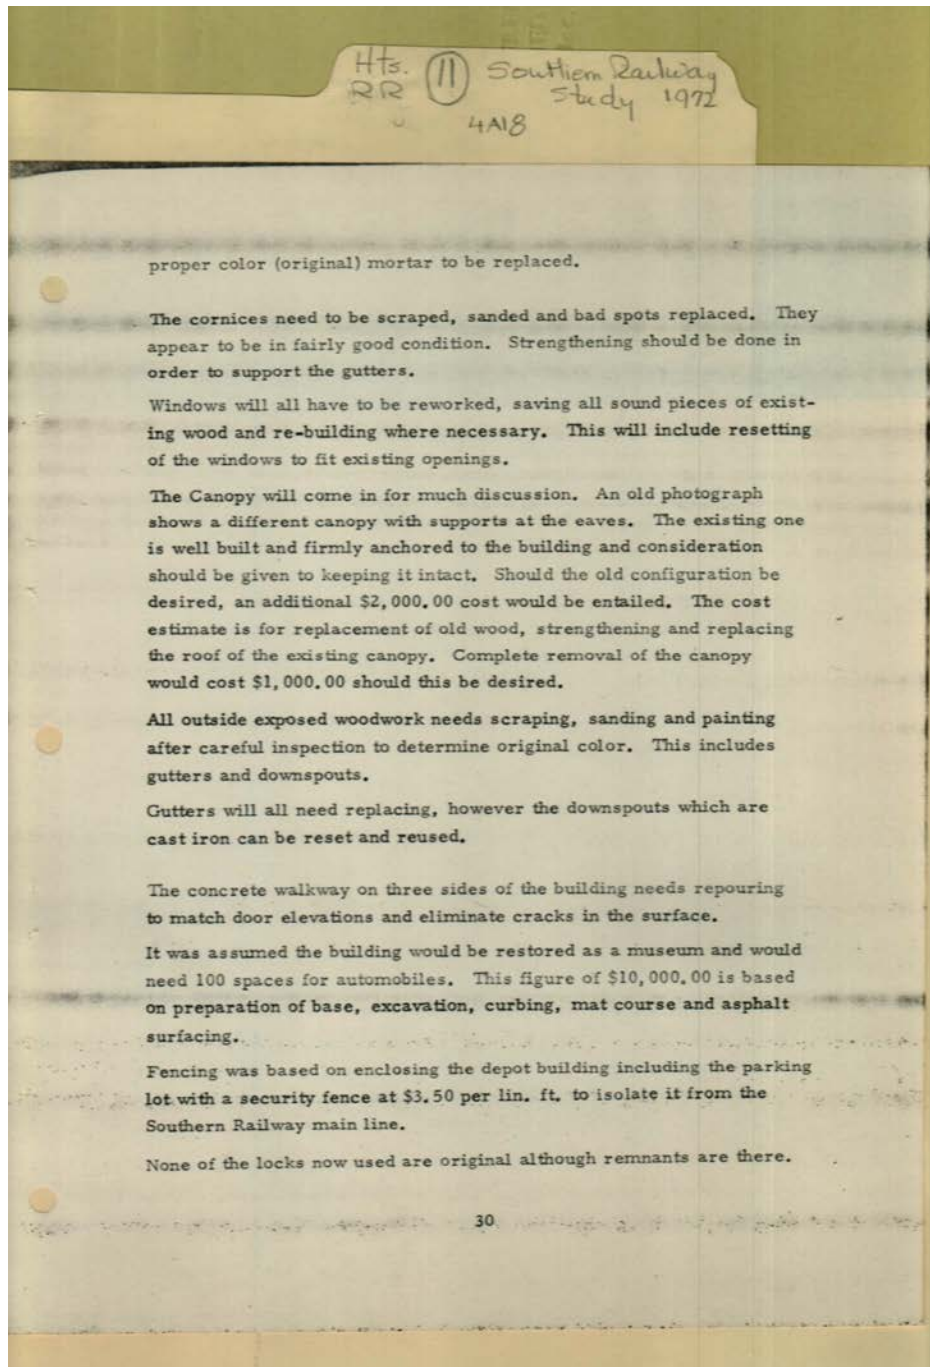 Hts. 11 Southern Railway
RR Study 1972
4A18
proper color (original) mortar to be replaced.
The cornices need to be scraped, sanded and bad spots replaced. They
appear to be in fairly good condition. Strengthening should be done in
order to support the gutters.
Windows will all have to be reworked, saving all sound pieces of exist-
ing wood and re-building where necessary. This will include resetting
of the windows to fit existing openings.
The Canopy will come in for much discussion. An old photograph
shows a different canopy with supports at the eaves. The existing one
is well built and firmly anchored to the building and consideration
should be given to keeping it intact. Should the old configuration be
desired, an additional $2,000.00 cost would be entailed. The cost
estimate is for replacement of old wood, strengthening and replacing
the roof of the existing canopy. Complete removal of the canopy
would cost $1,000.00 should this be desired.
All outside exposed woodwork needs scraping, sanding and painting
after careful inspection to determine original color. This includes
gutters and downspouts.
Gutters will all need replacing, however the downspouts which are
cast iron can be reset and reused.
The concrete walkway on three sides of the building needs repouring
to match door elevations and eliminate cracks in the surface.
It was assumed the building would be restored as a museum and would
need 100 spaces for automobiles. This figure of $10,000.00 is based
on preparation of base, excavation, curbing, mat course and asphalt
surfacing.
Fencing was based on enclosing the depot building including the parking
lot with a security fence at $3.50 per lin. ft. to isolate it from the
Southern Railway main line.
None of the locks now used are original although remnants are there.
30